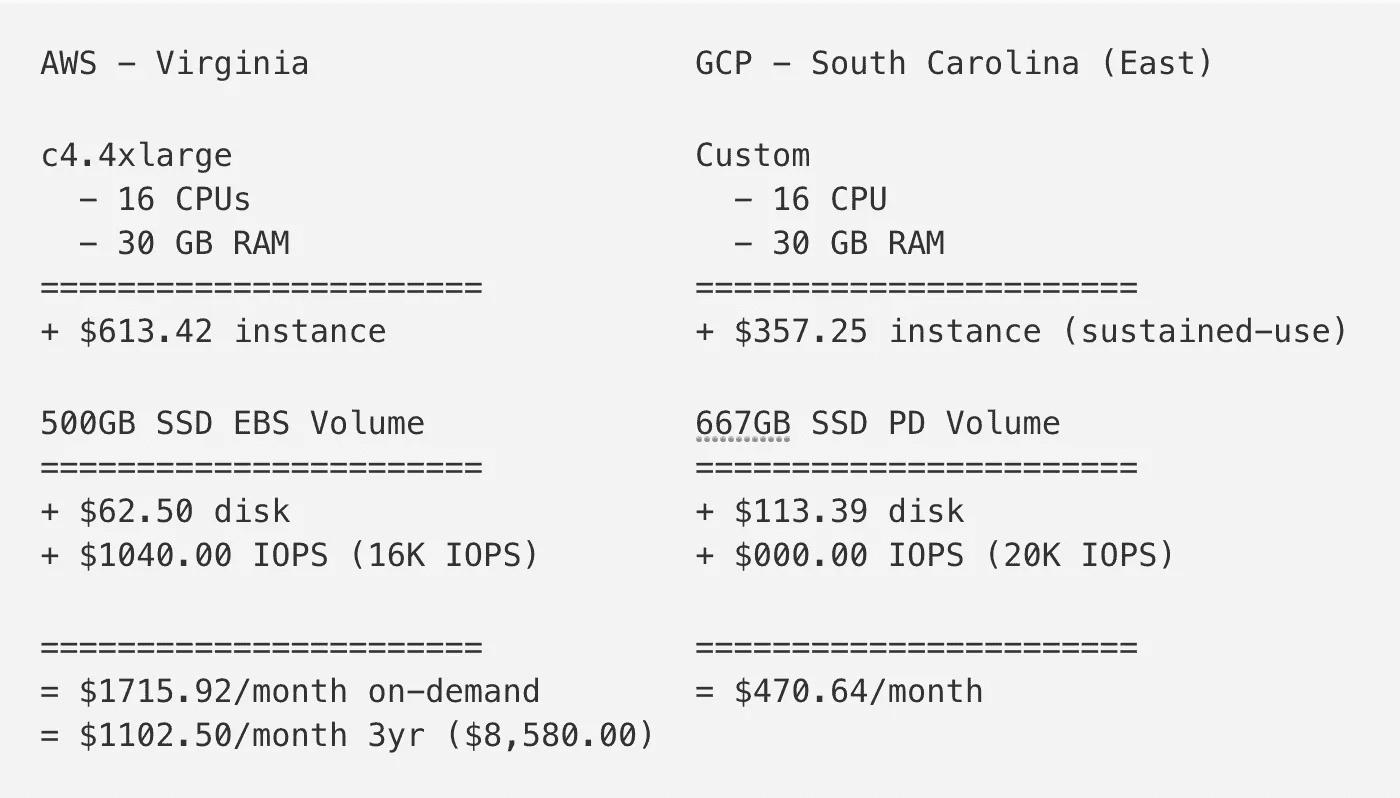 AWS - Virginia
c4.4xlarge
- 16 CPUs
- 30 GB RAM
=======================
+ $613.42 instance
500GB SSD EBS Volume
=======================
+ $62.50 disk
+ $1040.00 IOPS (16K IOPS)
=======================
= $1715.92/month on-demand
= $1102.50/month 3yr ($8,580.00)
GCP - South Carolina (East)
Custom
- 16 CPU
- 30 GB RAM
=======================
+ $357.25 instance (sustained-use)
667GB SSD PD Volume
=======================
+ $113.39 disk
+ $000.00 IOPS (20K IOPS)
=======================
= $470.64/month